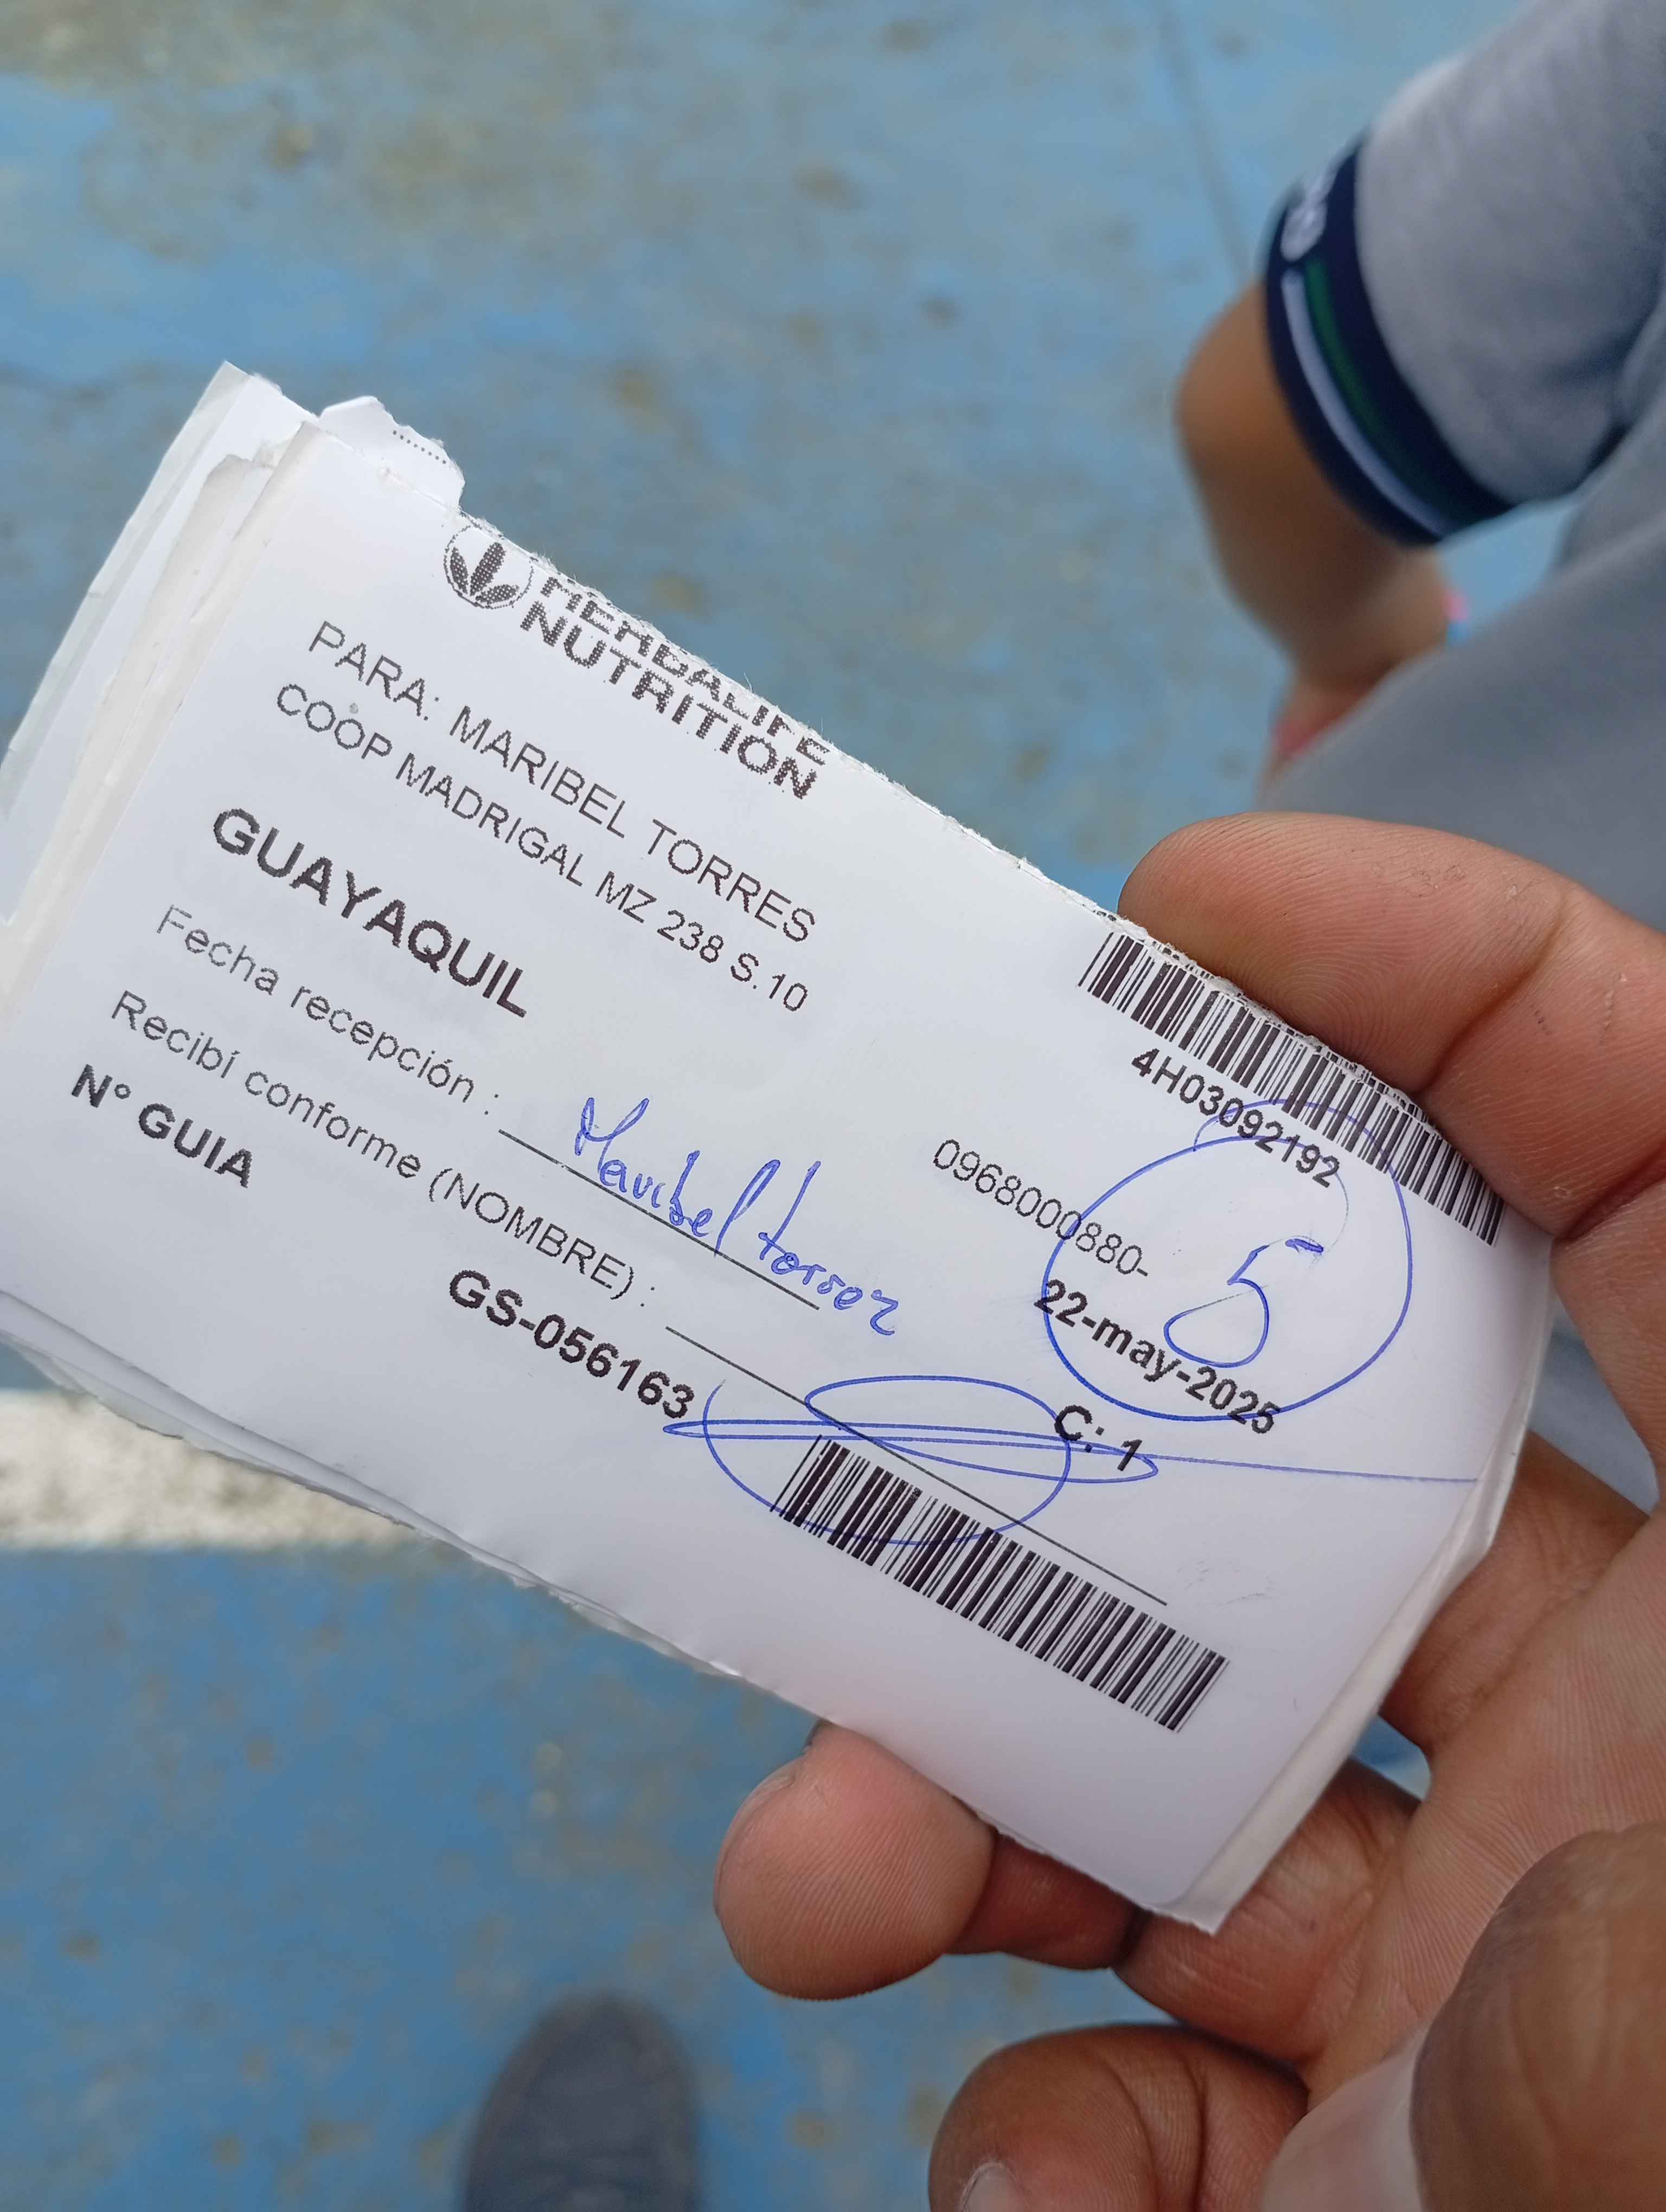 HERBALIFE
NUTRITION
PARA: MARIBEL TORRES
COOP MADRIGAL MZ 238 S.10
4H03092192
GUAYAQUIL
0968000880-
5
22-may-2025
Fecha recepción :
Maribel torrez
C: 1
Recibí conforme (NOMBRE) :
N° GUIA
GS-056163